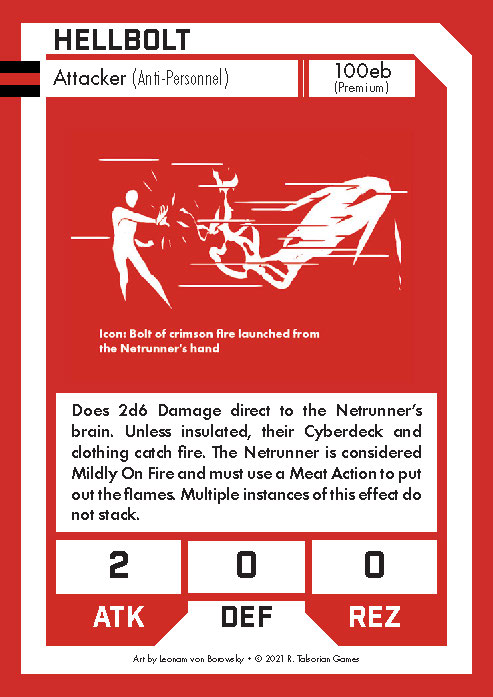 HELLBOLT
Attacker (Anti-Personnel)
100eb
(Premium)
Icon: Bolt of crimson fire launched from
the Netrunner's hand
Does 2d6 Damage direct to the Netrunner's
brain. Unless insulated, their Cyberdeck and
clothing catch fire. The Netrunner is considered
Mildly On Fire and must use a Meat Action to put
out the flames. Multiple instances of this effect do
not stack.
2 0 0
ATK DEF REZ
Art by Leonam von Borowsky • © 2021 R. Talsorian Games